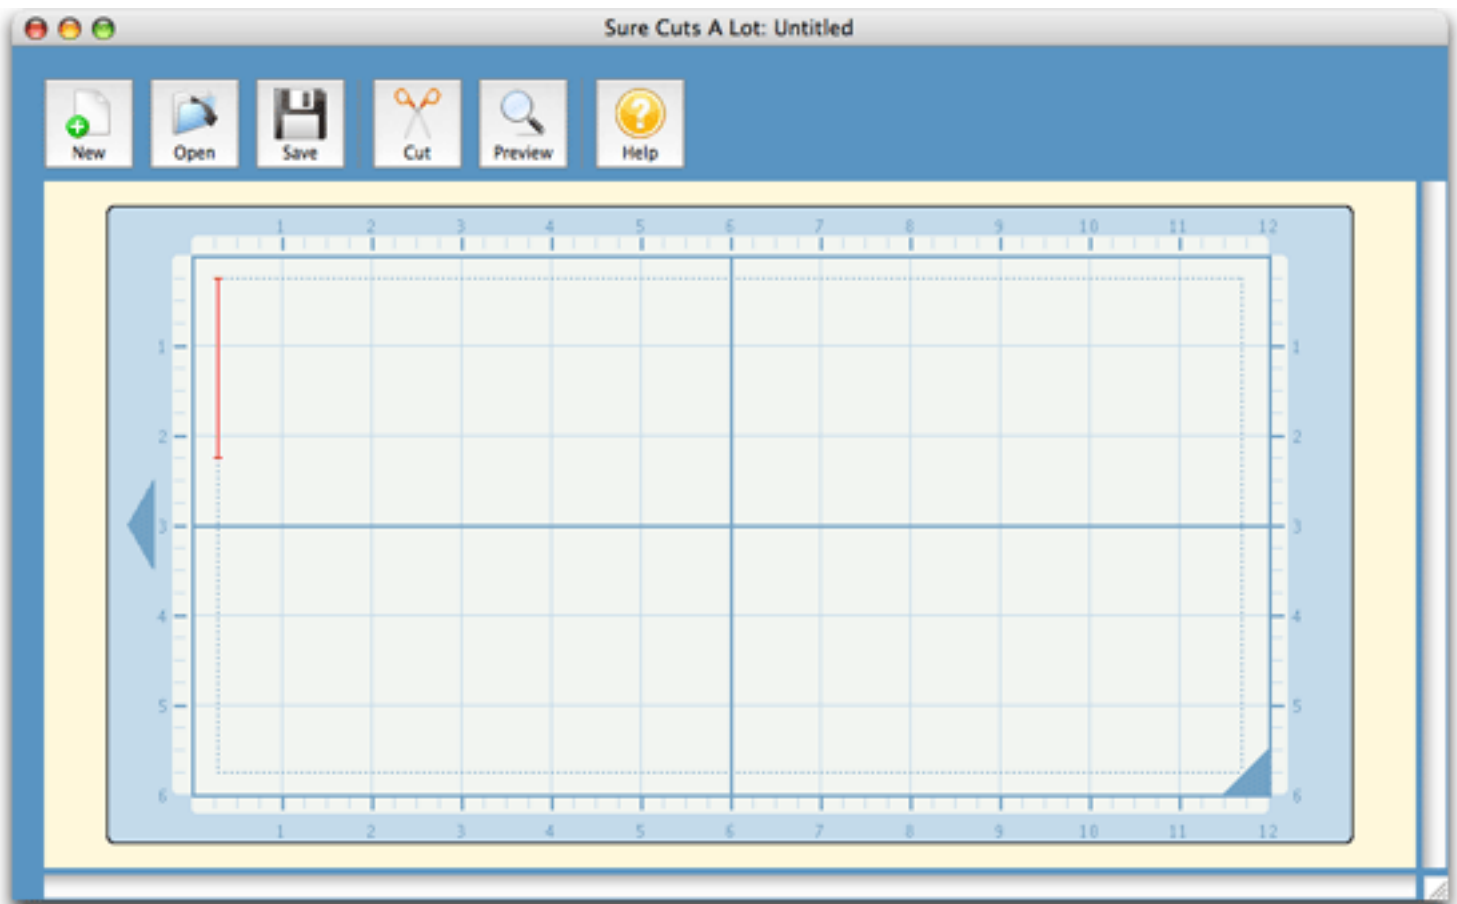 Sure Cuts A Lot: Untitled
New Open Save Cut Preview Help
1 2 3 4 5 6 7 8 9 10 11 12
1 1
2 2
3 3
4 4
5 5
6 6
1 2 3 4 5 6 7 8 9 10 11 12